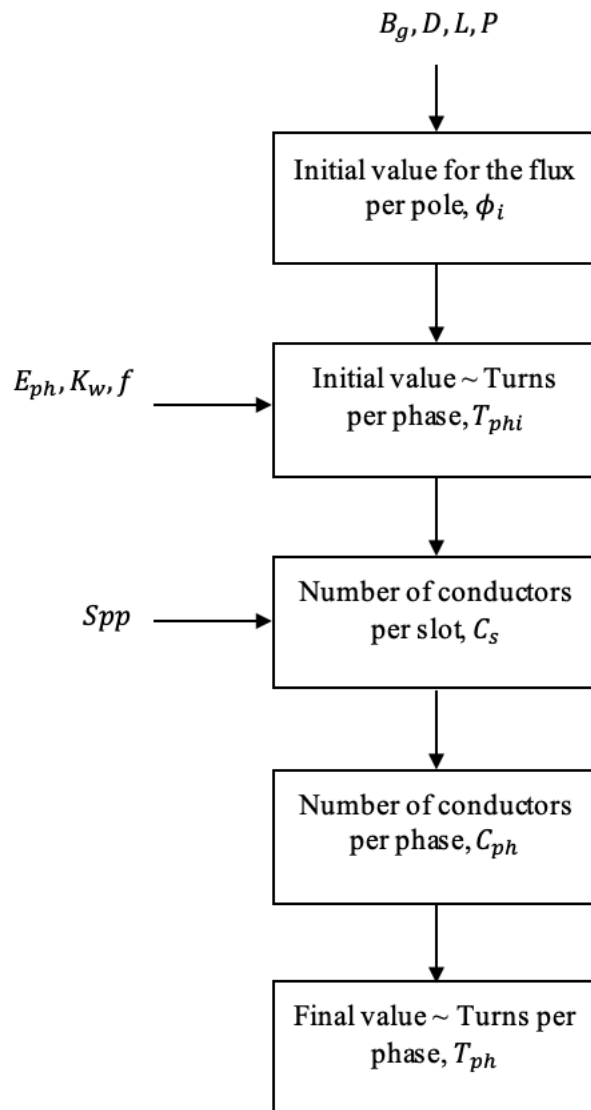 B_g, D, L, P
Initial value for the flux
per pole, ϕ_i
E_ph, K_w, f
Initial value ~ Turns
per phase, T_phi
Spp
Number of conductors
per slot, C_s
Number of conductors
per phase, C_ph
Final value ~ Turns per
phase, T_ph